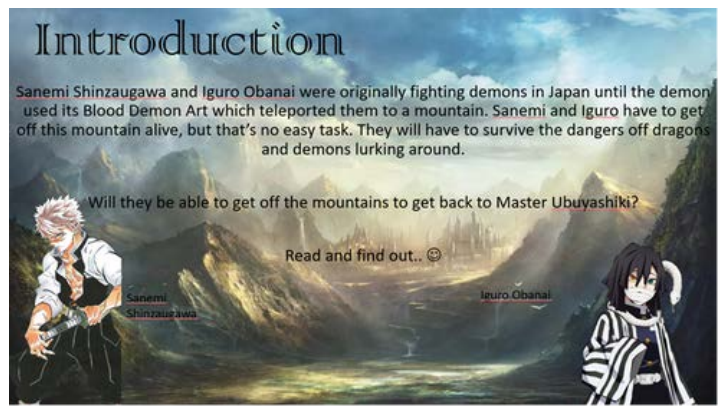 Introduction
Sanemi Shinzaugawa and Iguro Obanai were originally fighting demons in Japan until the demon
used its Blood Demon Art which teleported them to a mountain. Sanemi and Iguro have to get
off this mountain alive, but that's no easy task. They will have to survive the dangers off dragons
and demons lurking around.
Will they be able to get off the mountains to get back to Master Ubuyashiki?
Read and find out.. ☺
Sanemi
Shinzaugawa
Iguro Obanai